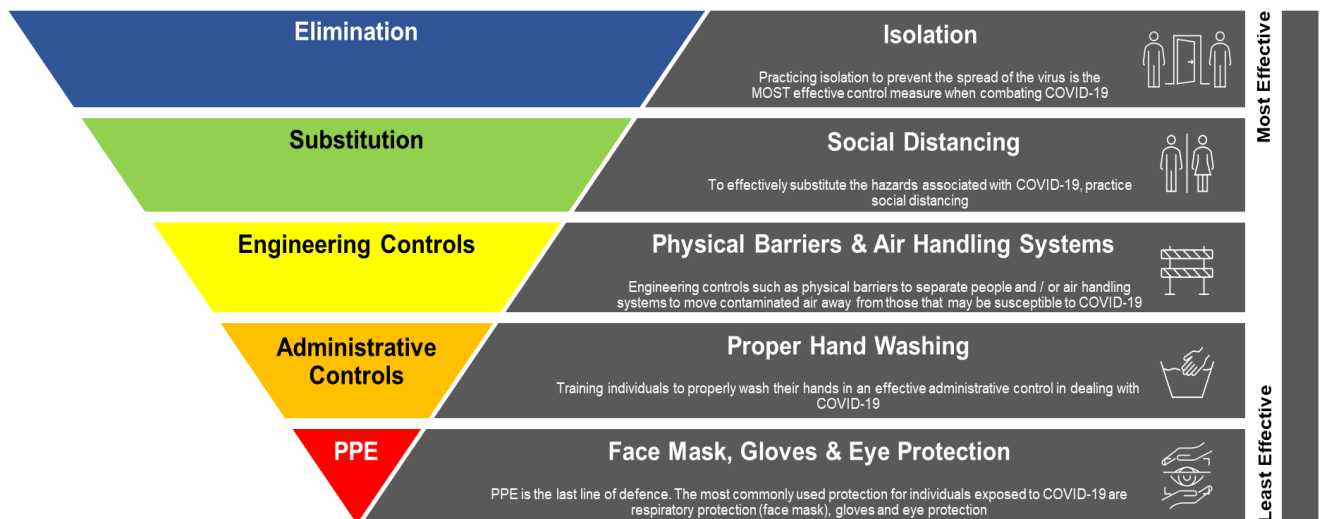 Elimination
Isolation
Practicing isolation to prevent the spread of the virus is the
MOST effective control measure when combating COVID-19
Most Effective
Substitution
Social Distancing
To effectively substitute the hazards associated with COVID-19, practice
social distancing
Engineering Controls
Physical Barriers & Air Handling Systems
Engineering controls such as physical barriers to separate people and / or air handling
systems to move contaminated air away from those that may be susceptible to COVID-19
Administrative
Controls
Proper Hand Washing
Training individuals to properly wash their hands in an effective administrative control in dealing with
COVID-19
PPE
Face Mask, Gloves & Eye Protection
PPE is the last line of defence. The most commonly used protection for individuals exposed to COVID-19 are
respiratory protection (face mask), gloves and eye protection
Least Effective